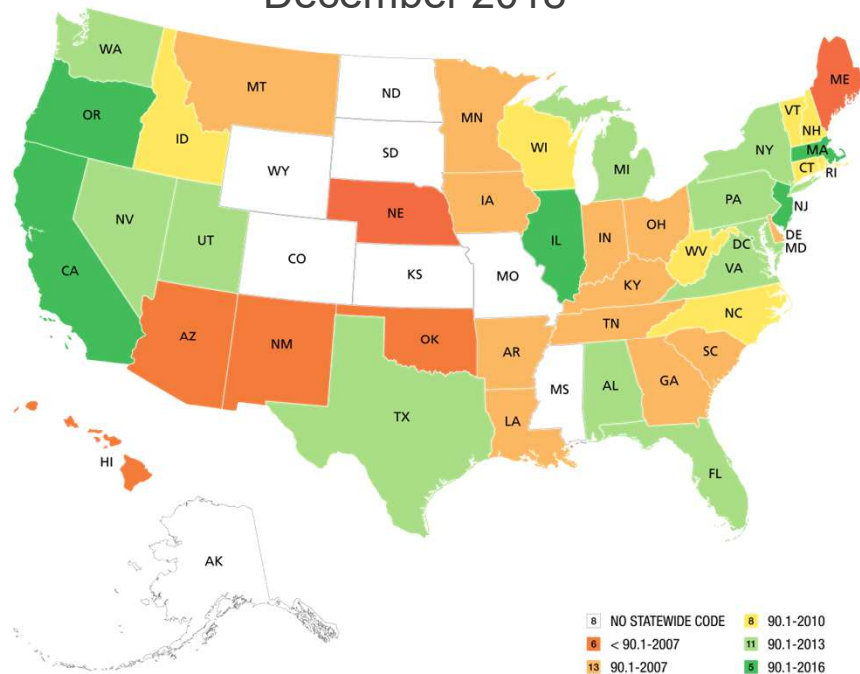 December 2018
WA
MT
ND
MN
ME
OR
ID
SD
WI
VT
NH
MA
NY
CT
RI
WY
MI
NV
UT
NE
IA
PA
NJ
IL
IN
OH
DE
MD
DC
WV
VA
CA
CO
KS
MO
KY
NC
AZ
NM
OK
AR
TN
SC
MS
AL
GA
TX
LA
HI
FL
AK
8 NO STATEWIDE CODE
6 < 90.1-2007
13 90.1-2007
8 90.1-2010
11 90.1-2013
5 90.1-2016